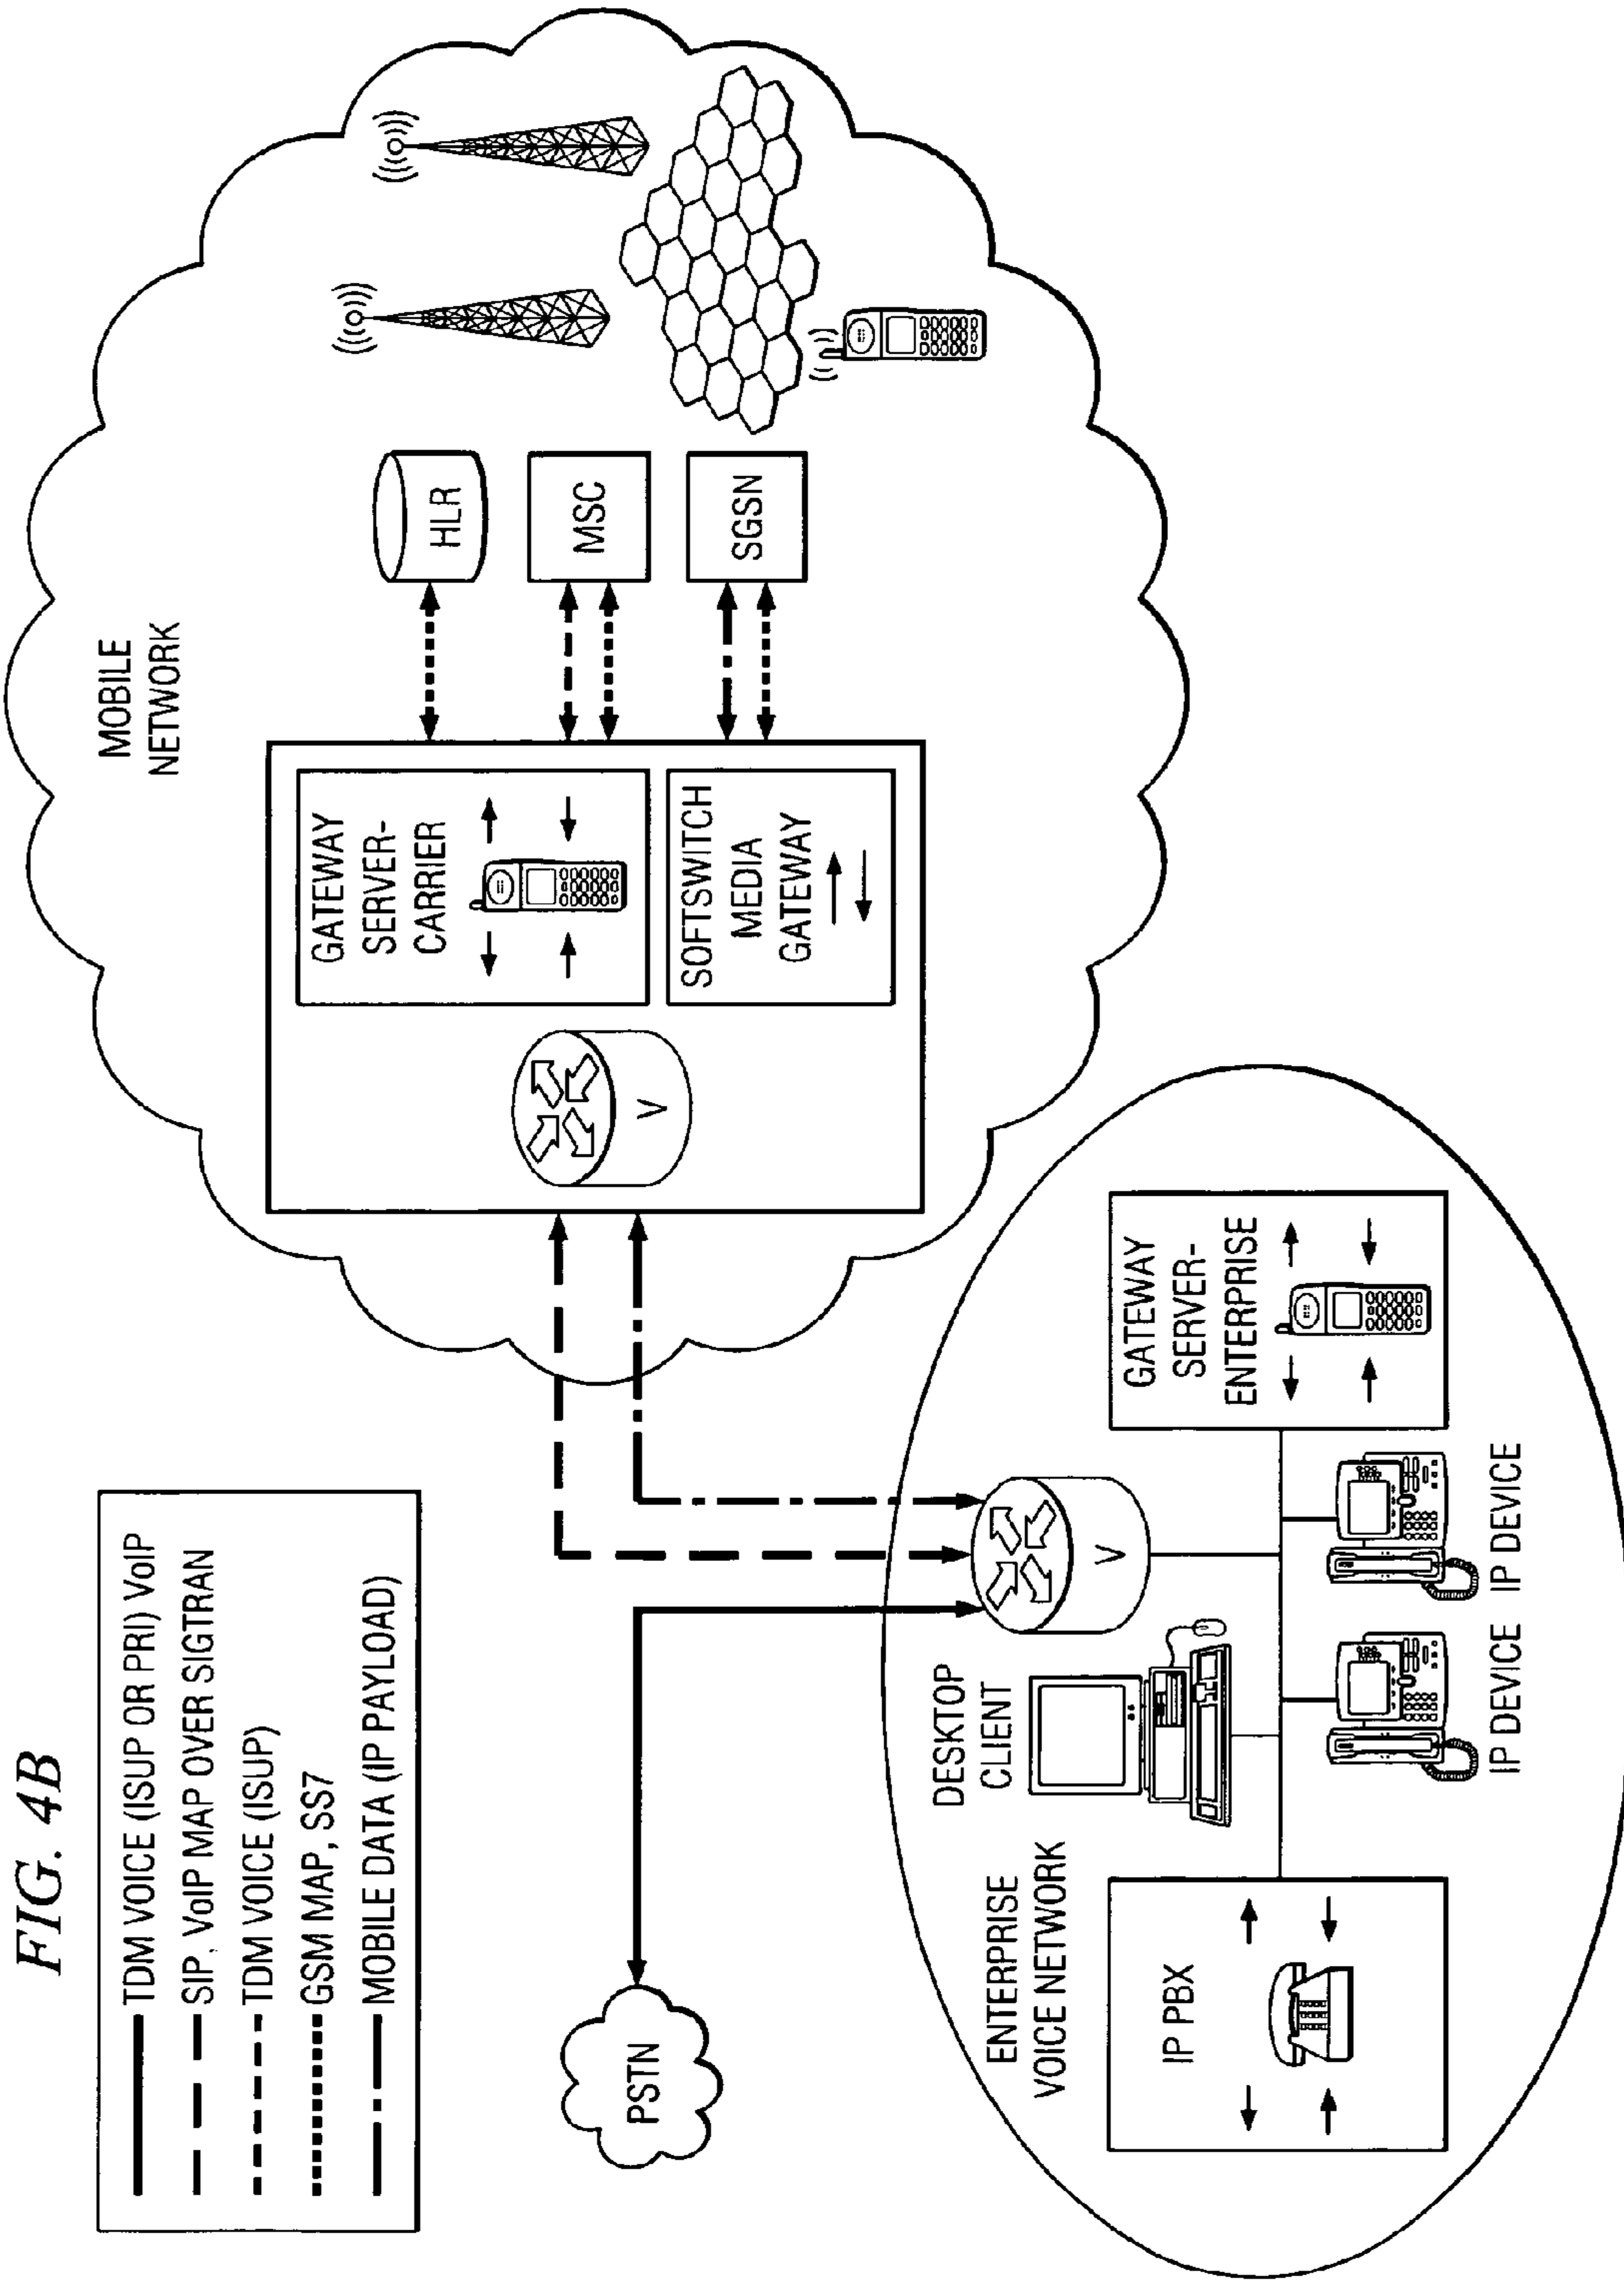 FIG. 4B
TDM VOICE (ISUP OR PRI) VoIP
SIP, VoIP MAP OVER SIGTRAN
TDM VOICE (ISUP)
GSM MAP, SS7
MOBILE DATA (IP PAYLOAD)
MOBILE
NETWORK
GATEWAY
SERVER-
CARRIER
SOFTSWITCH
MEDIA
GATEWAY
V
HLR
MSC
SGSN
PSTN
ENTERPRISE
VOICE NETWORK
DESKTOP
CLIENT
V
IP PBX
GATEWAY
SERVER-
ENTERPRISE
IP DEVICE
IP DEVICE